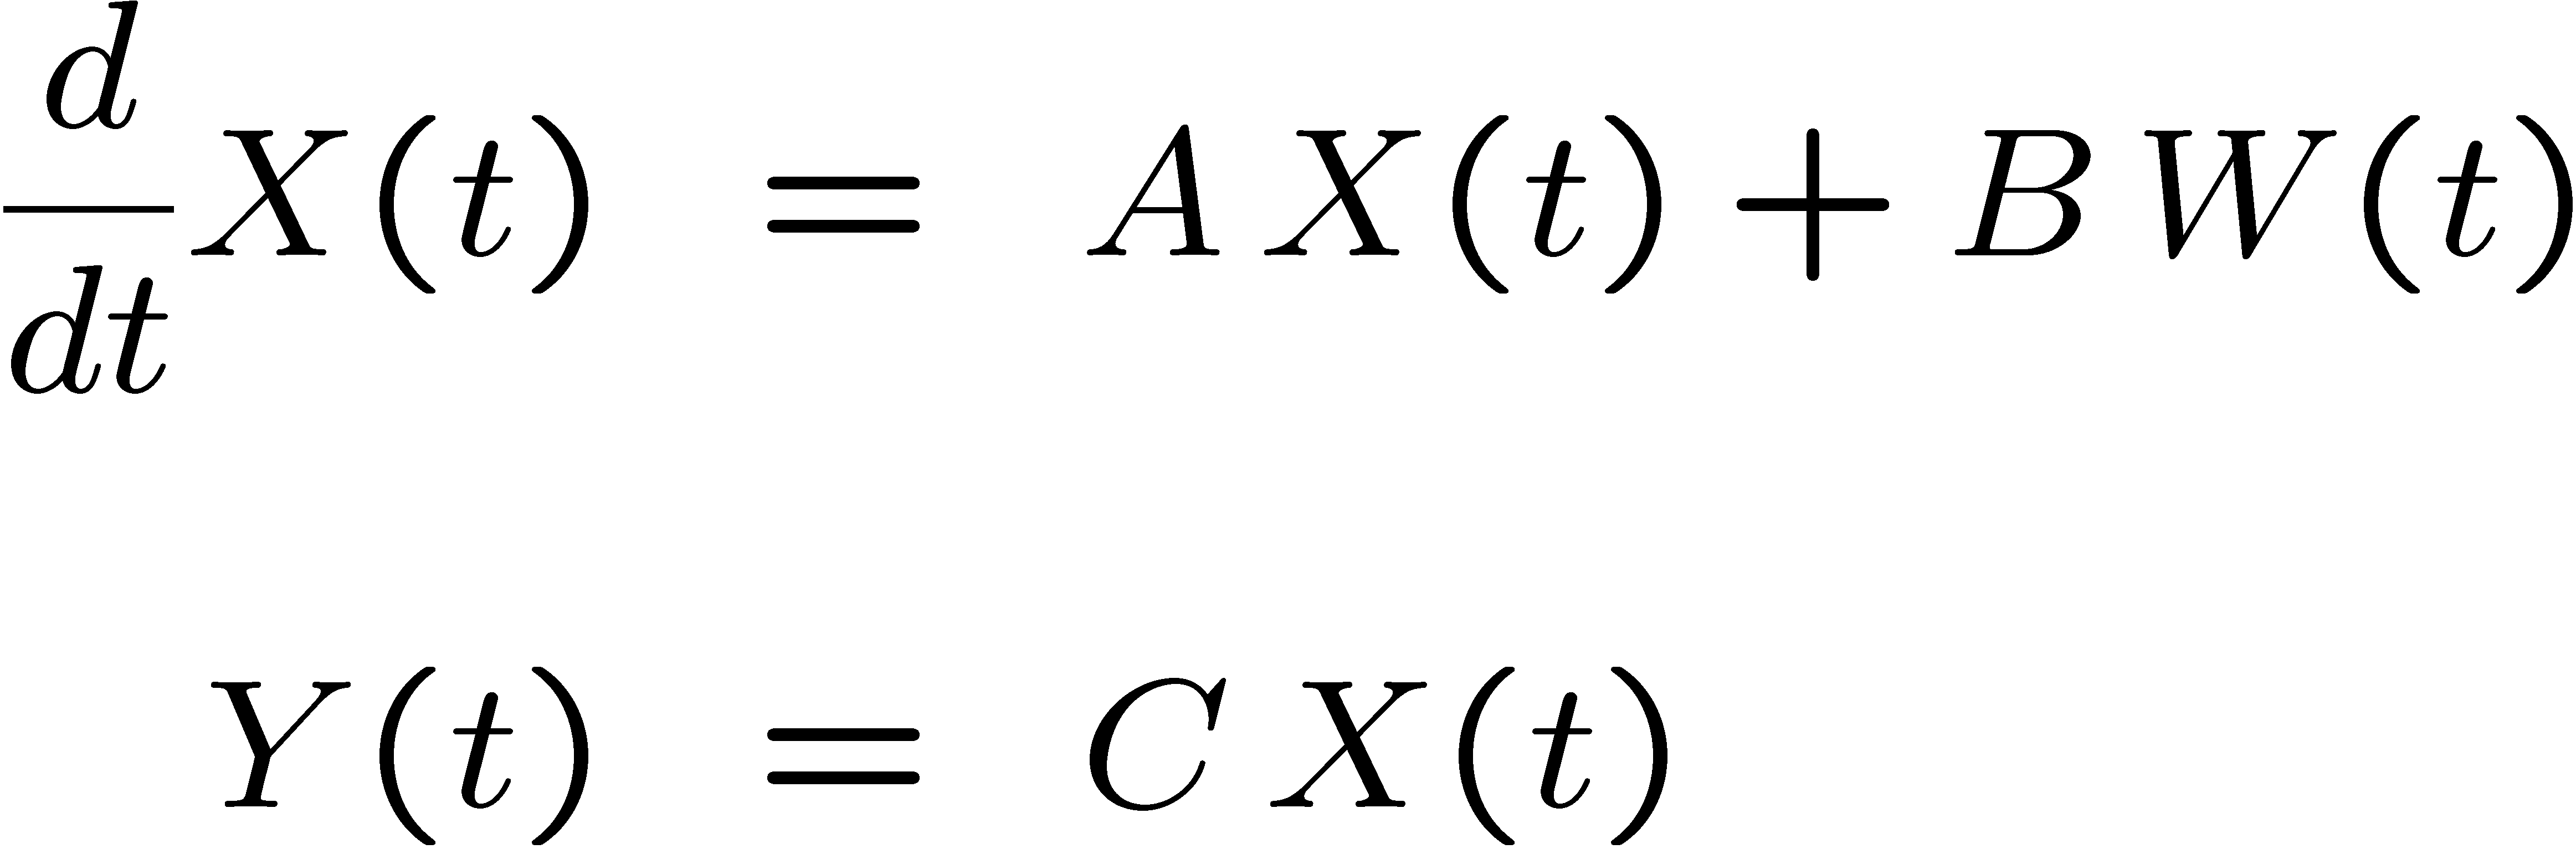 d/dt X(t) = A X(t) + B W(t)
Y(t) = C X(t)